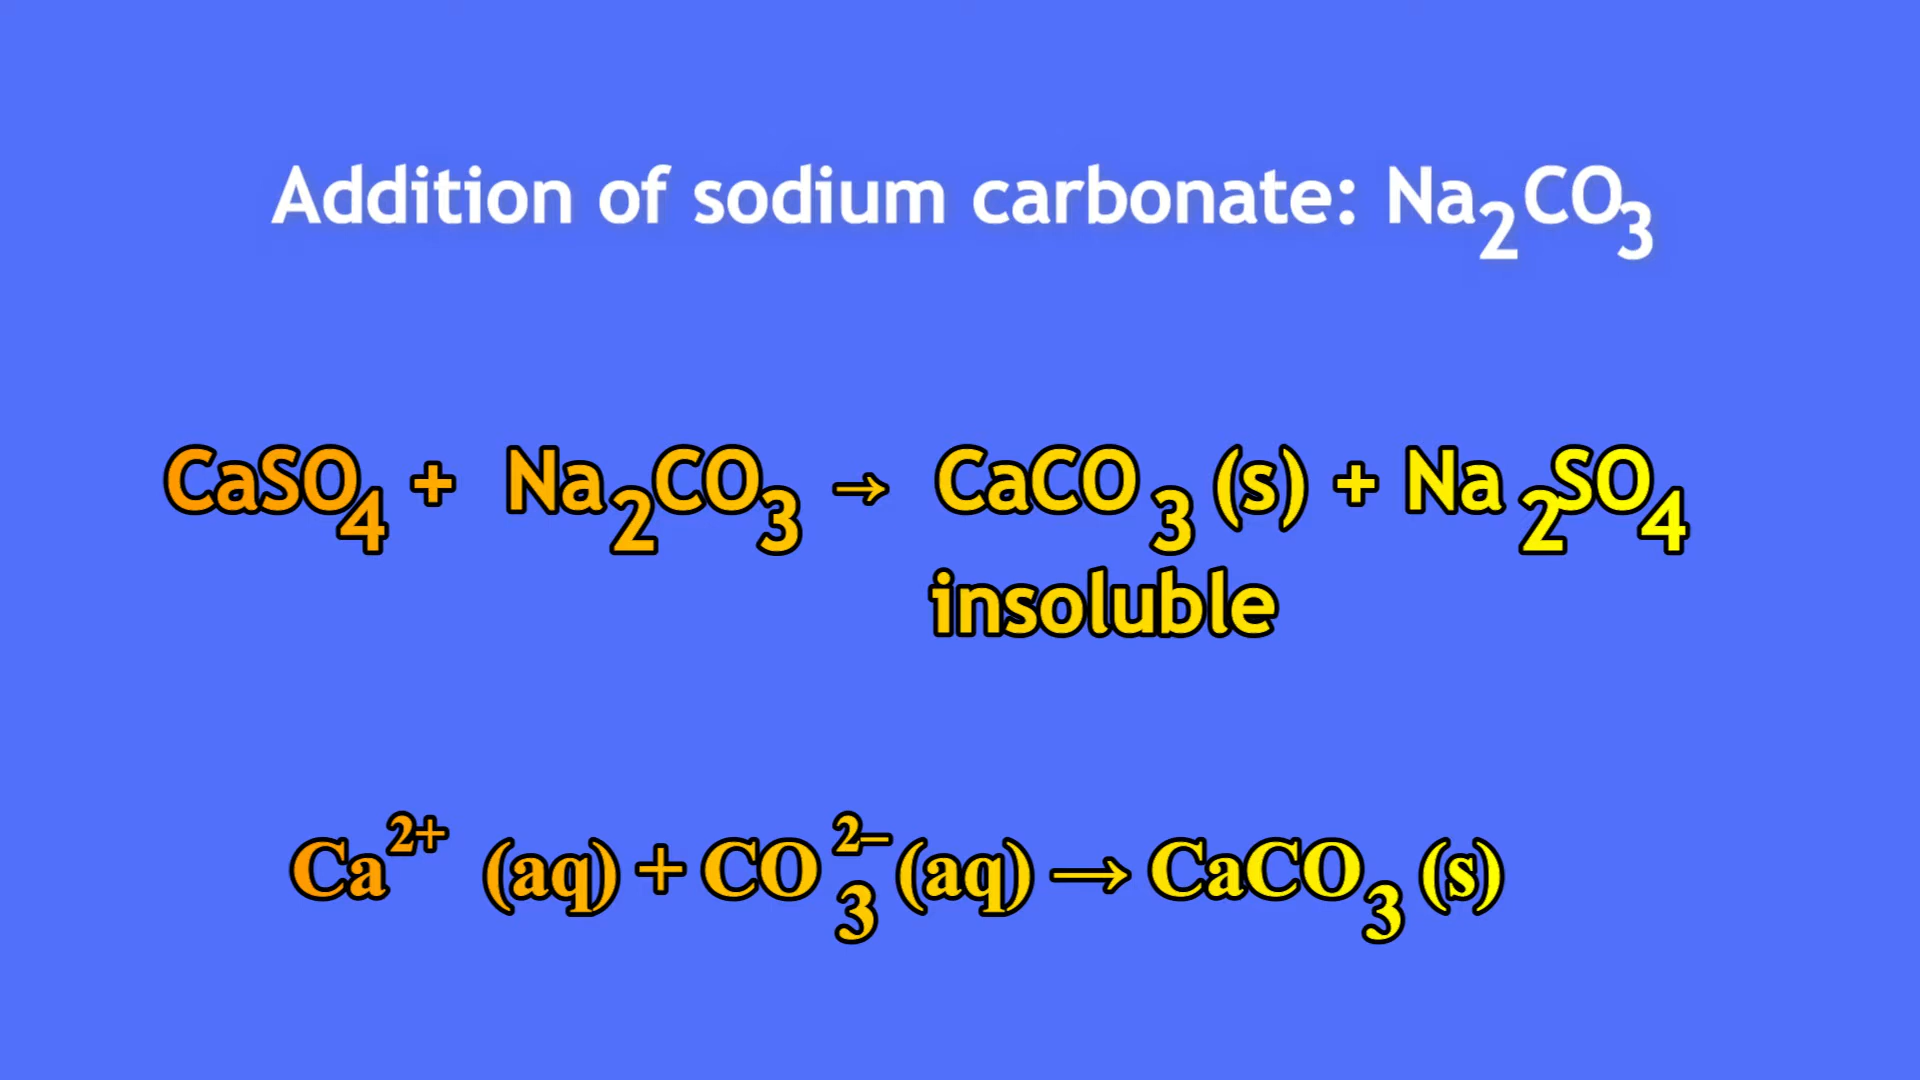 Addition of sodium carbonate: Na₂CO₃
CaSO₄ + Na₂CO₃ → CaCO₃ (s) + Na₂SO₄
insoluble
Ca²⁺ (aq) + CO₃²⁻ (aq) → CaCO₃ (s)